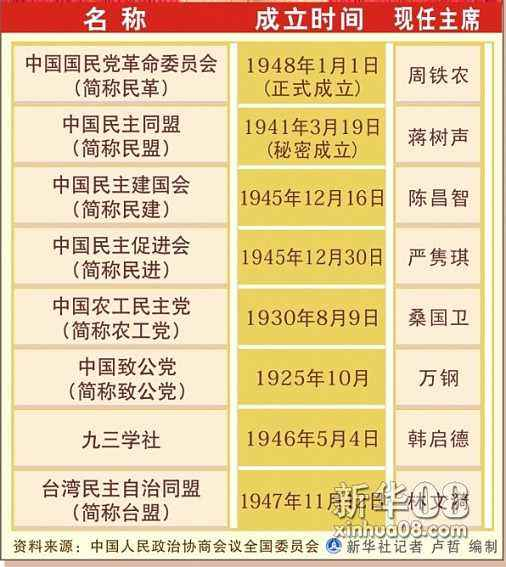 名称 成立时间 现任主席
中国国民党革命委员会
(简称民革)
1948年1月1日
(正式成立)
周铁农
中国民主同盟
(简称民盟)
1941年3月19日
(秘密成立)
蒋树声
中国民主建国会
(简称民建)
1945年12月16日
陈昌智
中国民主促进会
(简称民进)
1945年12月30日
严隽琪
中国农工民主党
(简称农工党)
1930年8月9日
桑国卫
中国致公党
(简称致公党)
1925年10月
万钢
九三学社
1946年5月4日
韩启德
台湾民主自治同盟
(简称台盟)
1947年11月
林文漪
新华08
xinhua08.com
资料来源:中国人民政治协商会议全国委员会 新华社记者 卢哲 编制